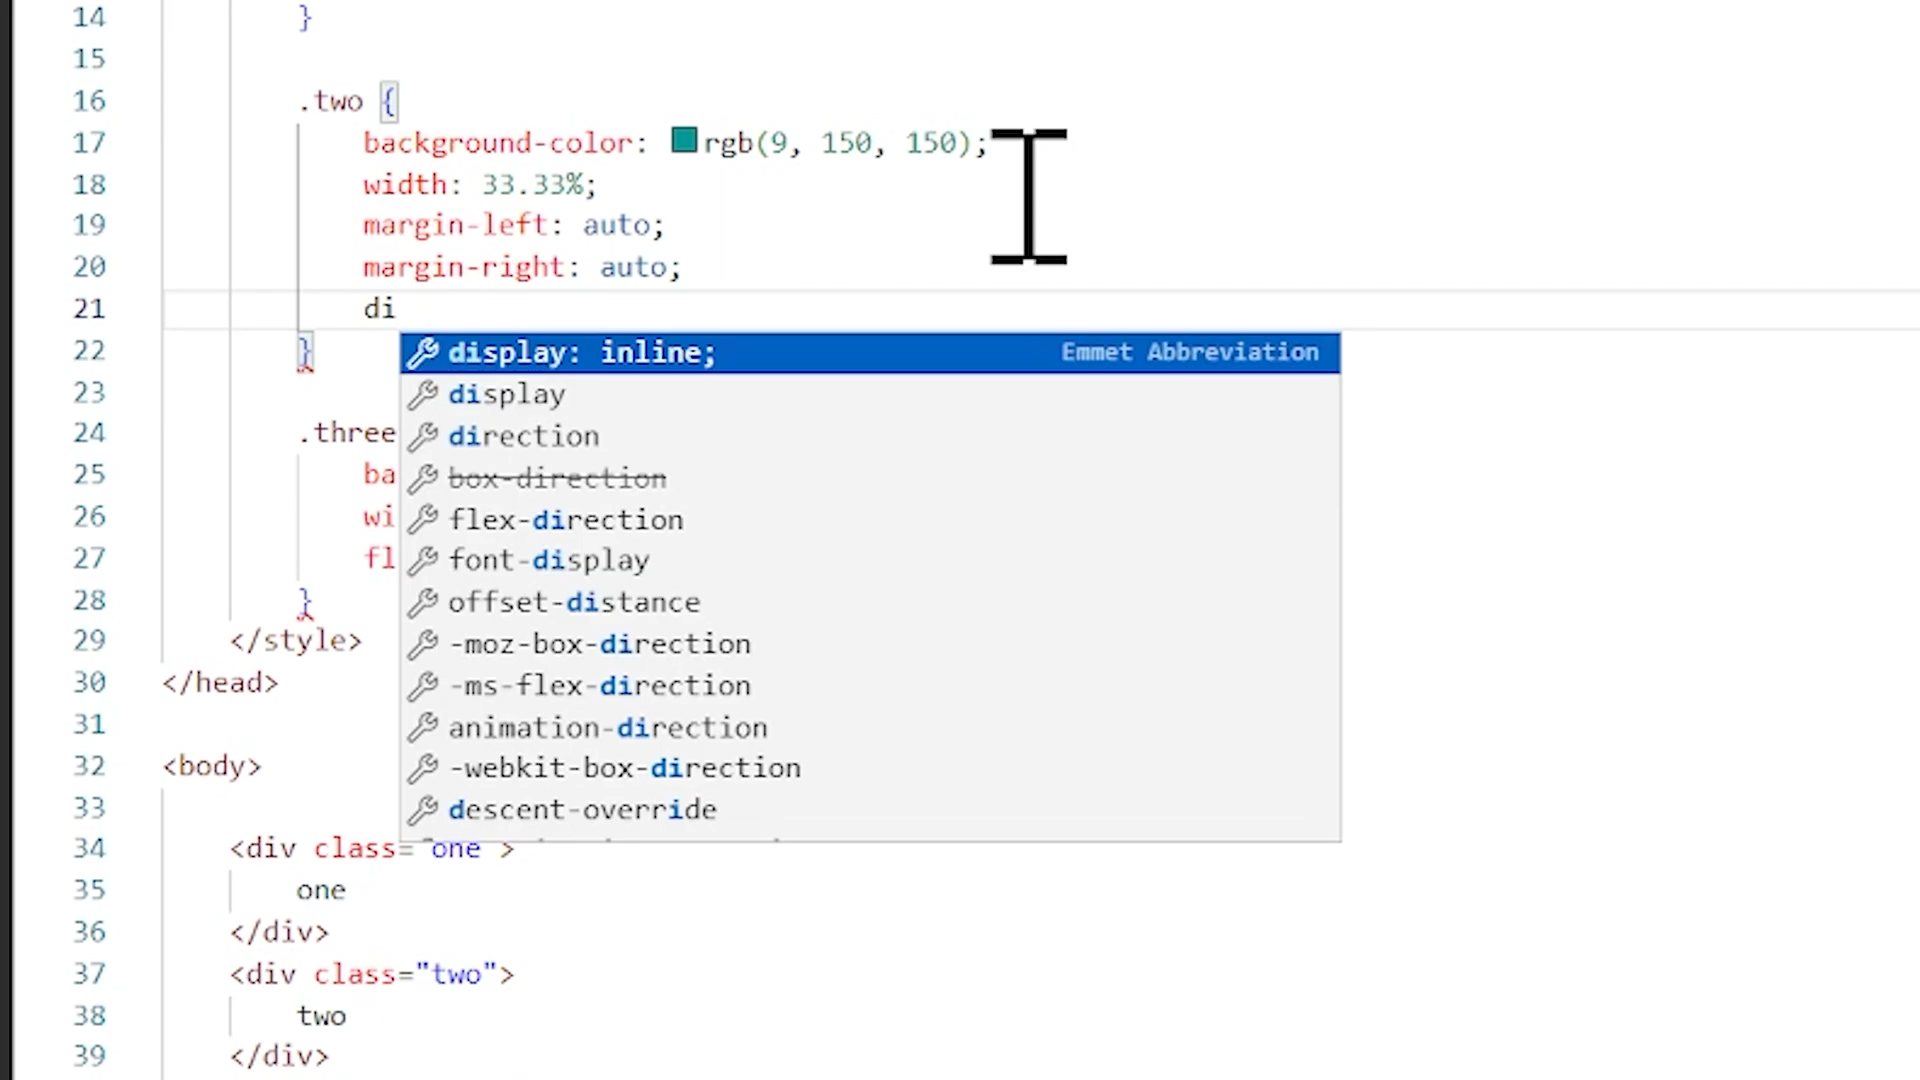 14 }
15
16 .two {
17 background-color: rgb(9, 150, 150);
18 width: 33.33%;
19 margin-left: auto;
20 margin-right: auto;
21 di
22 } display: inline; Emmet Abbreviation
23 display
24 .three direction
25 ba box-direction
26 wi flex-direction
27 fl font-display
28 } offset-distance
29 </style> -moz-box-direction
30 </head> -ms-flex-direction
31 animation-direction
32 <body> -webkit-box-direction
33 descent-override
34 <div class="one">
35 one
36 </div>
37 <div class="two">
38 two
39 </div>